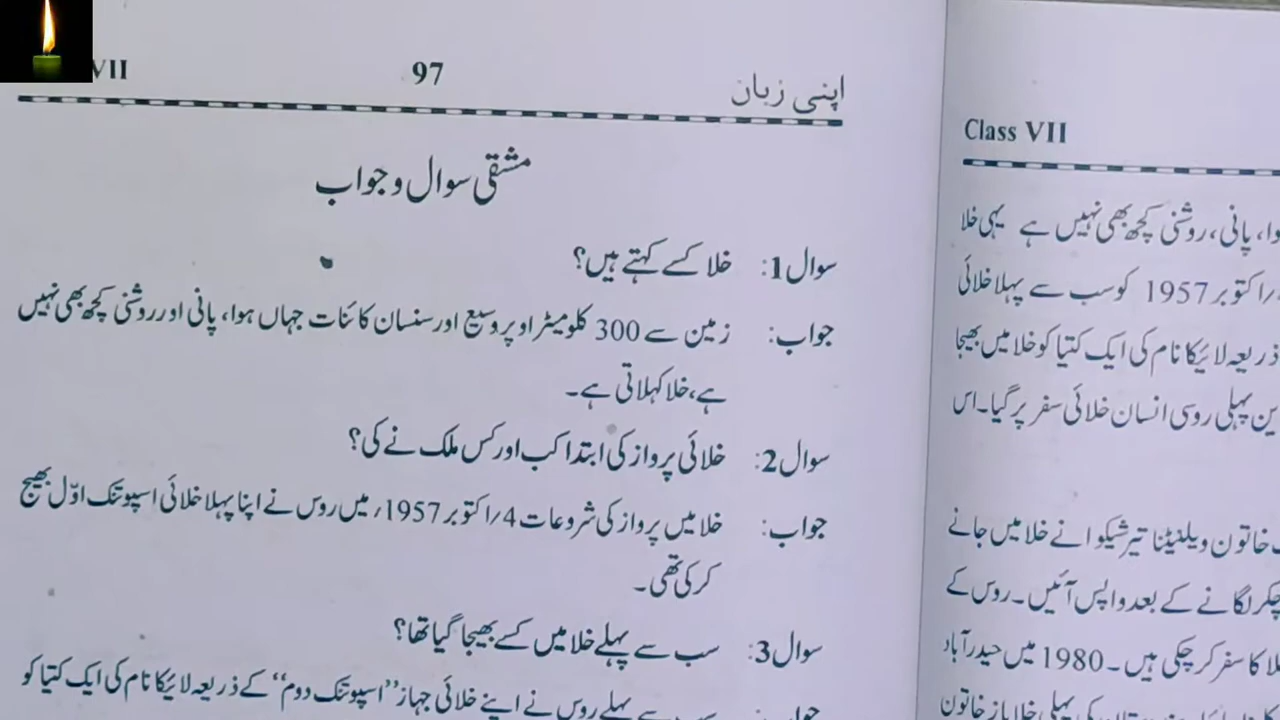 اپنی زبان 97 VII
مشقی سوال و جواب
سوال 1: خلا کسے کہتے ہیں؟
جواب: زمین سے 300 کلومیٹر اوپر وسیع اور سنسان کائنات جہاں ہوا، پانی اور روشنی کچھ بھی نہیں
ہے، خلا کہلاتی ہے۔
سوال 2: خلائی پرواز کی ابتدا کب اور کس ملک نے کی؟
جواب: خلا میں پرواز کی شروعات 4/اکتوبر 1957ء میں روس نے اپنا پہلا خلائی اسپوتنک اوّل بھیج
کر کی تھی۔
سوال 3: سب سے پہلے خلا میں کسے بھیجا گیا تھا؟
سے پہلے روس نے اپنے خلائی جہاز ”اسپوتنک دوم“ کے ذریعہ لائیکا نام کی ایک کتیا کو
Class VII
پانی، روشنی کچھ بھی نہیں ہے یہی خلا
اکتوبر 1957 کو سب سے پہلا خلائی
ذریعہ لائیکا نام کی ایک کتیا کو خلا میں بھیجا
پہلی روسی انسان خلائی سفر پر گیا۔ اس
خاتون ویلنیٹنا تیرشیکوا نے خلا میں جانے
چکر لگانے کے بعد واپس آئیں۔ روس کے
کا سفر کر چکی ہیں۔ 1980 میں حیدرآباد
کی پہلی خلا باز خاتون